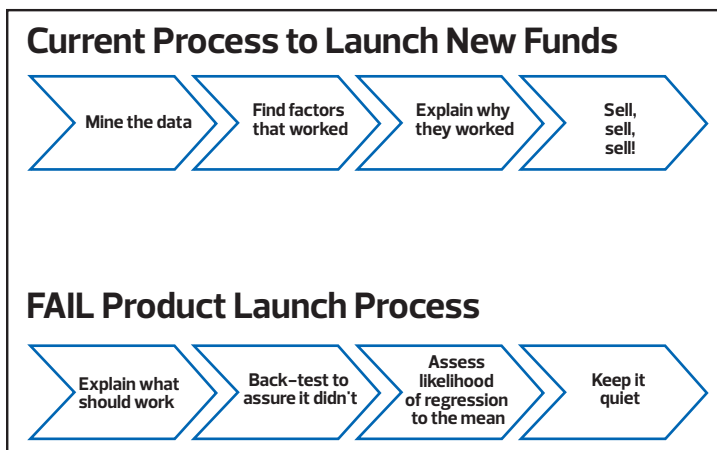 Current Process to Launch New Funds
Mine the data
Find factors
that worked
Explain why
they worked
Sell,
sell,
sell!
FAIL Product Launch Process
Explain what
should work
Back-test to
assure it didn't
Assess
likelihood
of regression
to the mean
Keep it
quiet